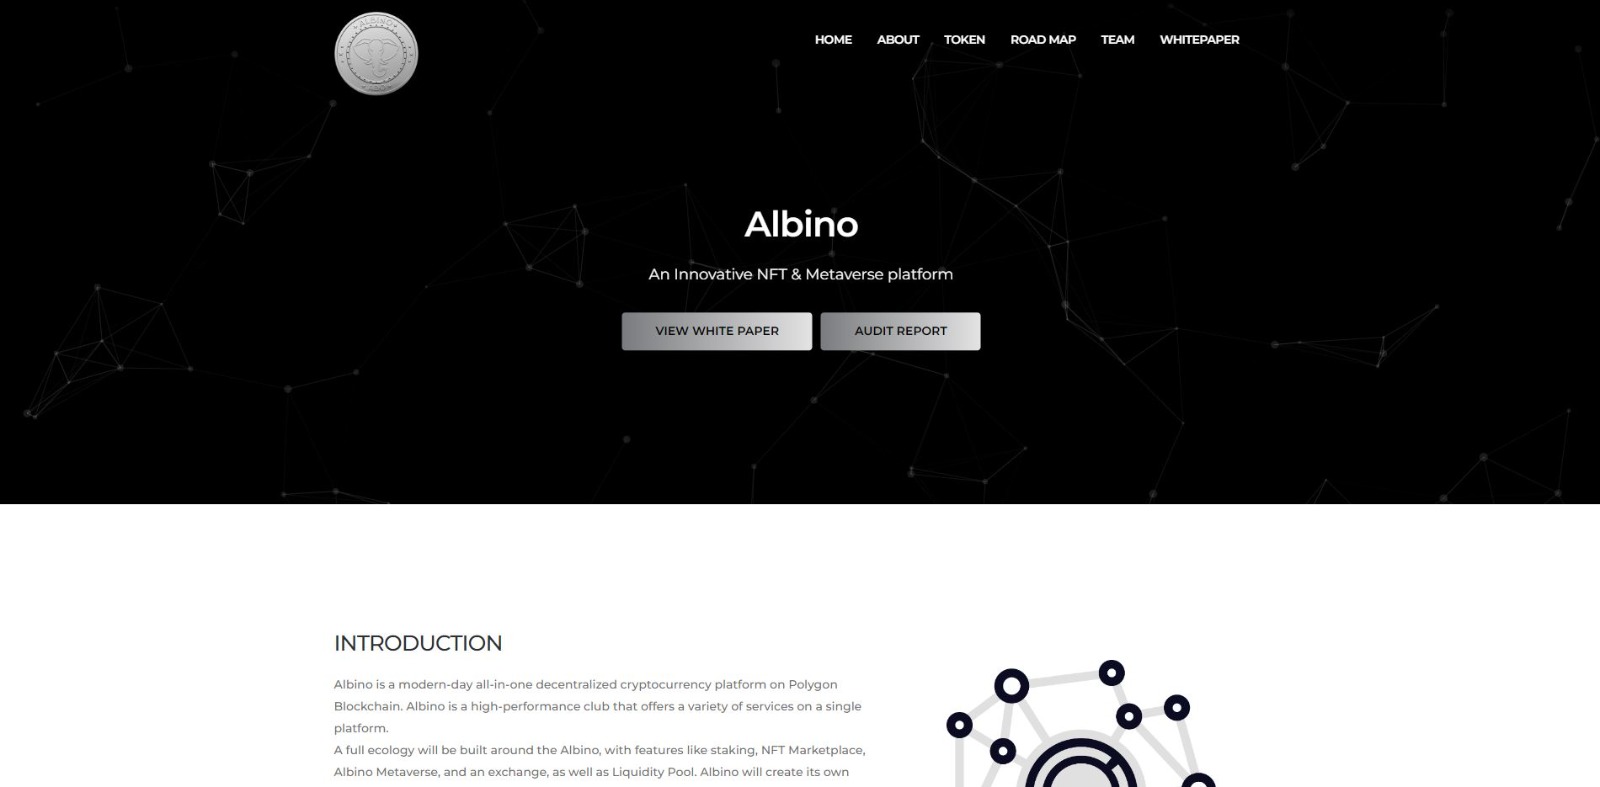 ALBINO
HOME
ABOUT
TOKEN
ROAD MAP
TEAM
WHITEPAPER
Albino
An Innovative NFT & Metaverse platform
VIEW WHITE PAPER
AUDIT REPORT
INTRODUCTION
Albino is a modern-day all-in-one decentralized cryptocurrency platform on Polygon
Blockchain. Albino is a high-performance club that offers a variety of services on a single
platform.
A full ecology will be built around the Albino, with features like staking, NFT Marketplace,
Albino Metaverse, and an exchange, as well as Liquidity Pool. Albino will create its own